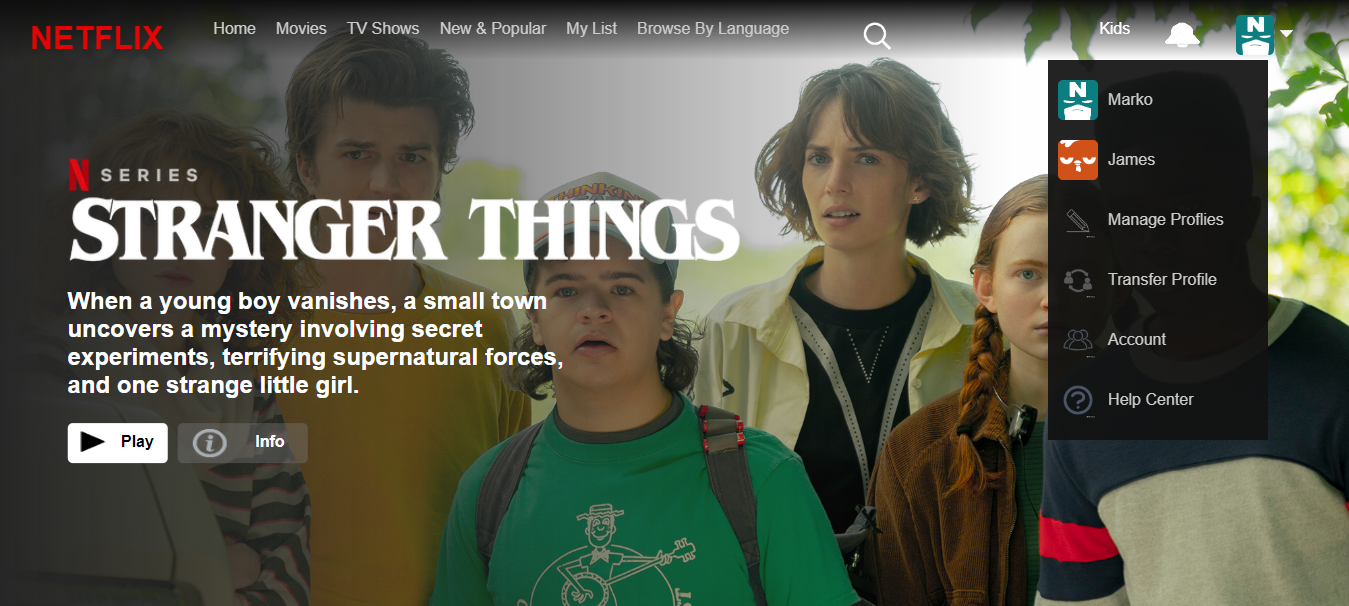 NETFLIX Home Movies TV Shows New & Popular My List Browse By Language Kids
N
N
Marko
James
Manage Proflies
Transfer Profile
Account
Help Center
N SERIES
STRANGER THINGS
When a young boy vanishes, a small town
uncovers a mystery involving secret
experiments, terrifying supernatural forces,
and one strange little girl.
Play
Info
THINKING